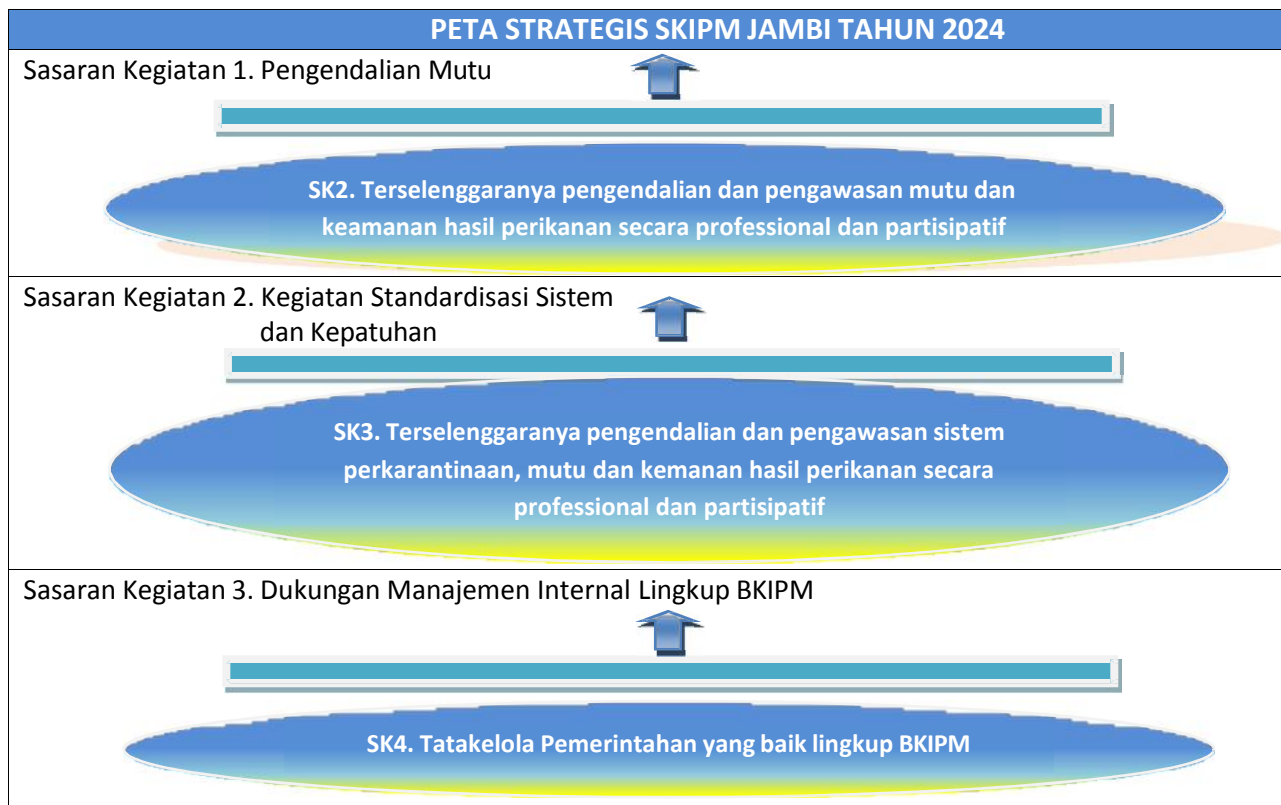 PETA STRATEGIS SKIPM JAMBI TAHUN 2024
Sasaran Kegiatan 1. Pengendalian Mutu
SK2. Terselenggaranya pengendalian dan pengawasan mutu dan
keamanan hasil perikanan secara professional dan partisipatif
Sasaran Kegiatan 2. Kegiatan Standardisasi Sistem
dan Kepatuhan
SK3. Terselenggaranya pengendalian dan pengawasan sistem
perkarantinaan, mutu dan kemanan hasil perikanan secara
professional dan partisipatif
Sasaran Kegiatan 3. Dukungan Manajemen Internal Lingkup BKIPM
SK4. Tatakelola Pemerintahan yang baik lingkup BKIPM